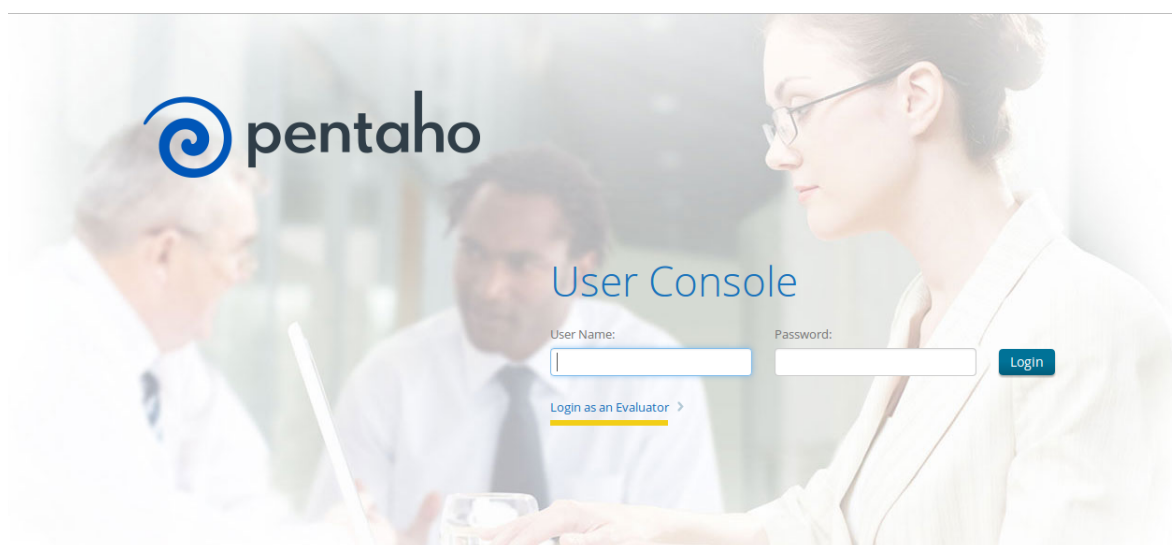 pentaho
User Console
User Name:
Password:
Login
Login as an Evaluator >